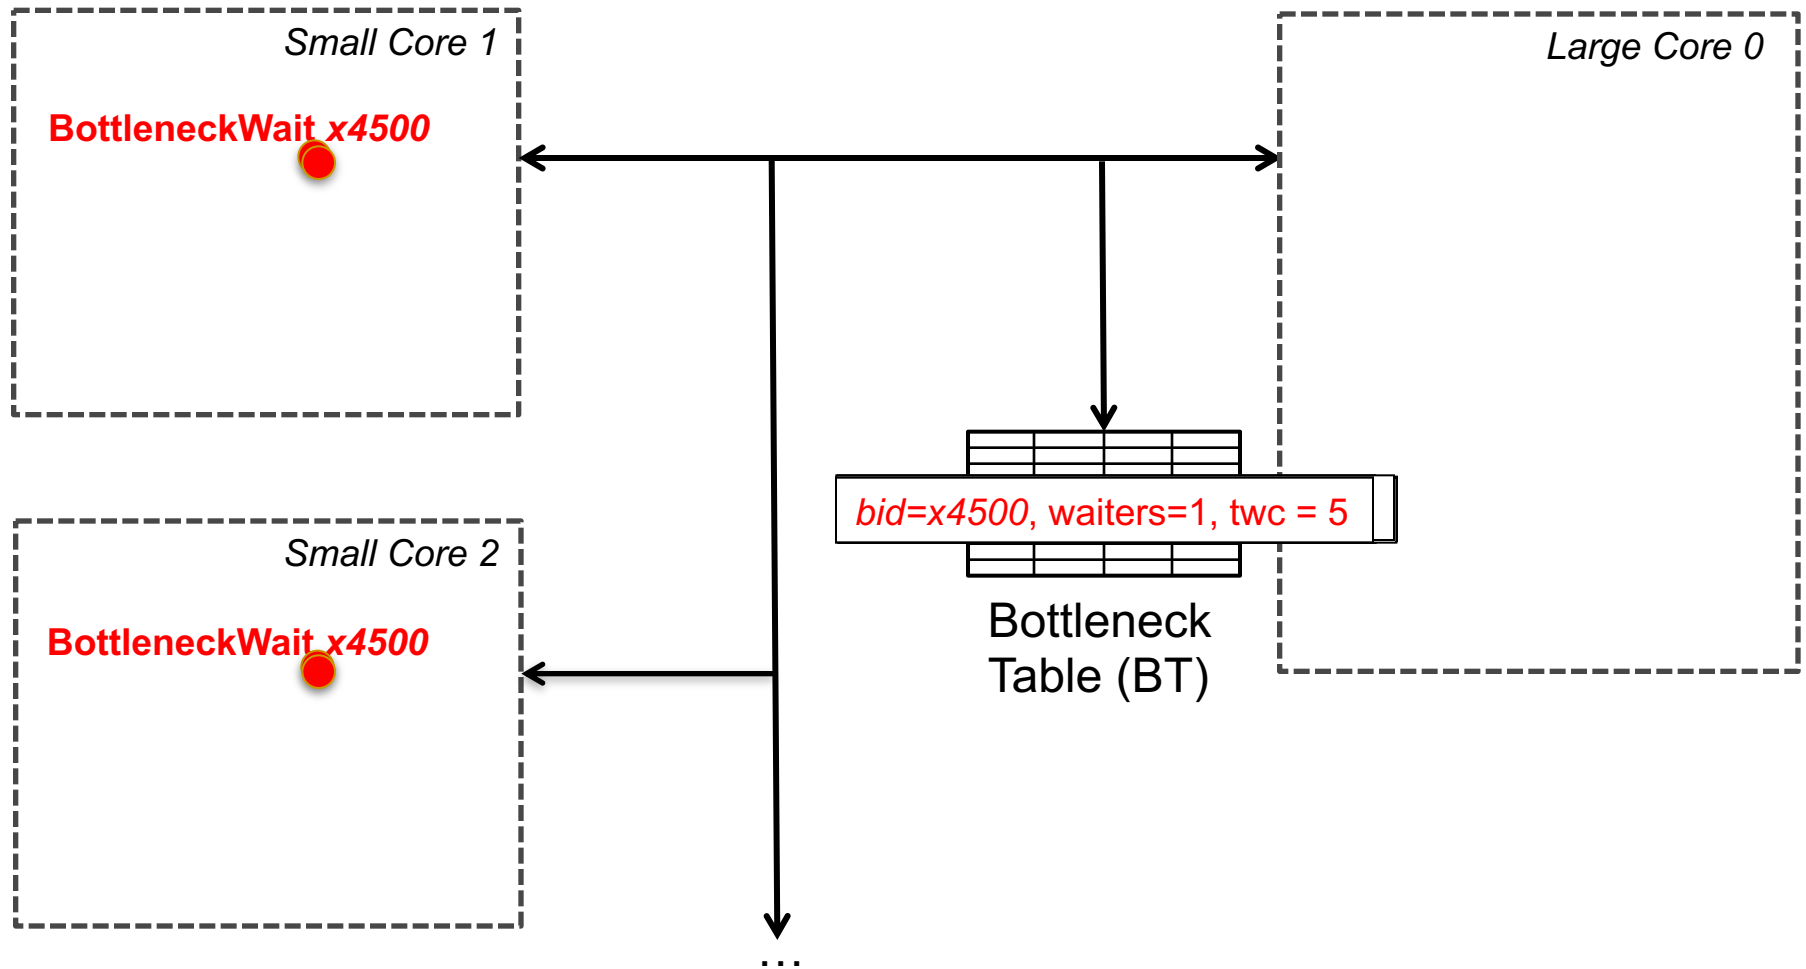 Small Core 1
Large Core 0
BottleneckWait x4500
bid=x4500, waiters=1, twc = 5
Small Core 2
Bottleneck
Table (BT)
BottleneckWait x4500
...